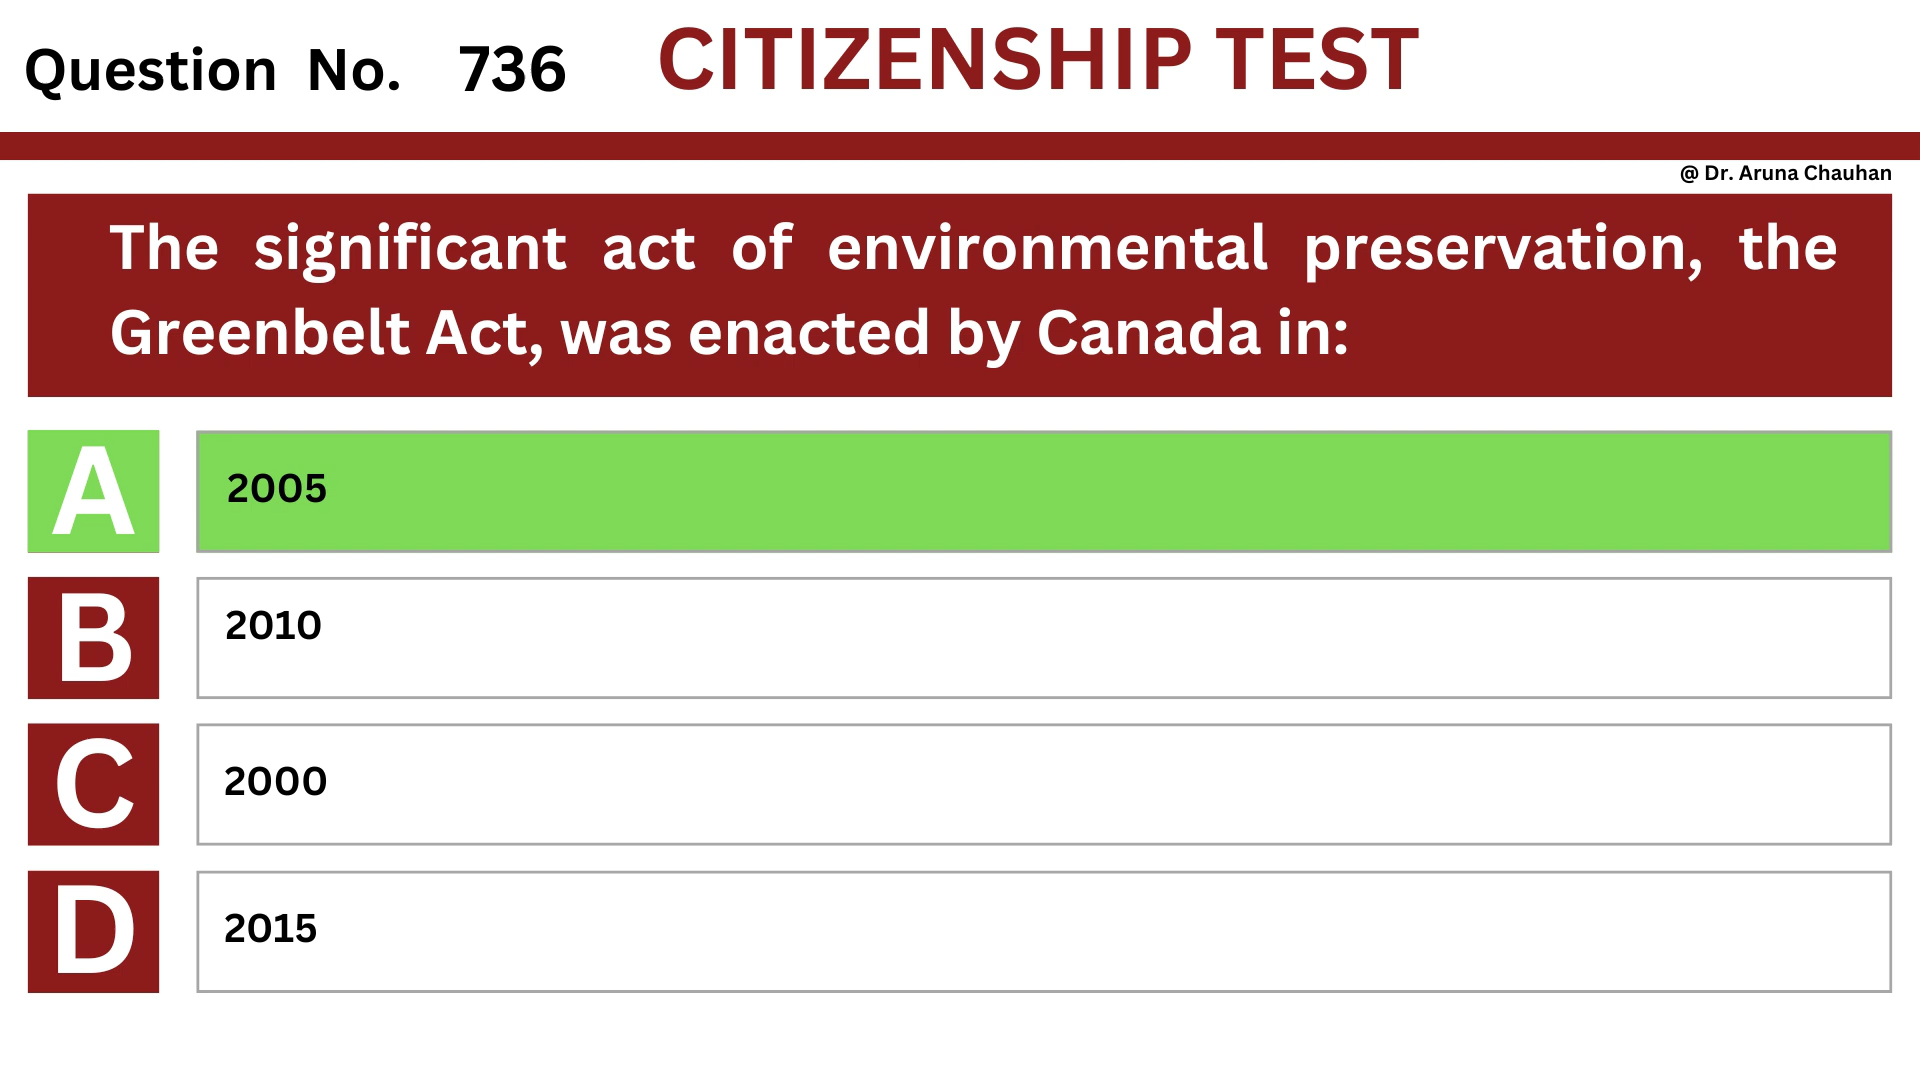 Question No. 736 CITIZENSHIP TEST
@ Dr. Aruna Chauhan
The significant act of environmental preservation, the
Greenbelt Act, was enacted by Canada in:
A 2005
B 2010
C 2000
D 2015